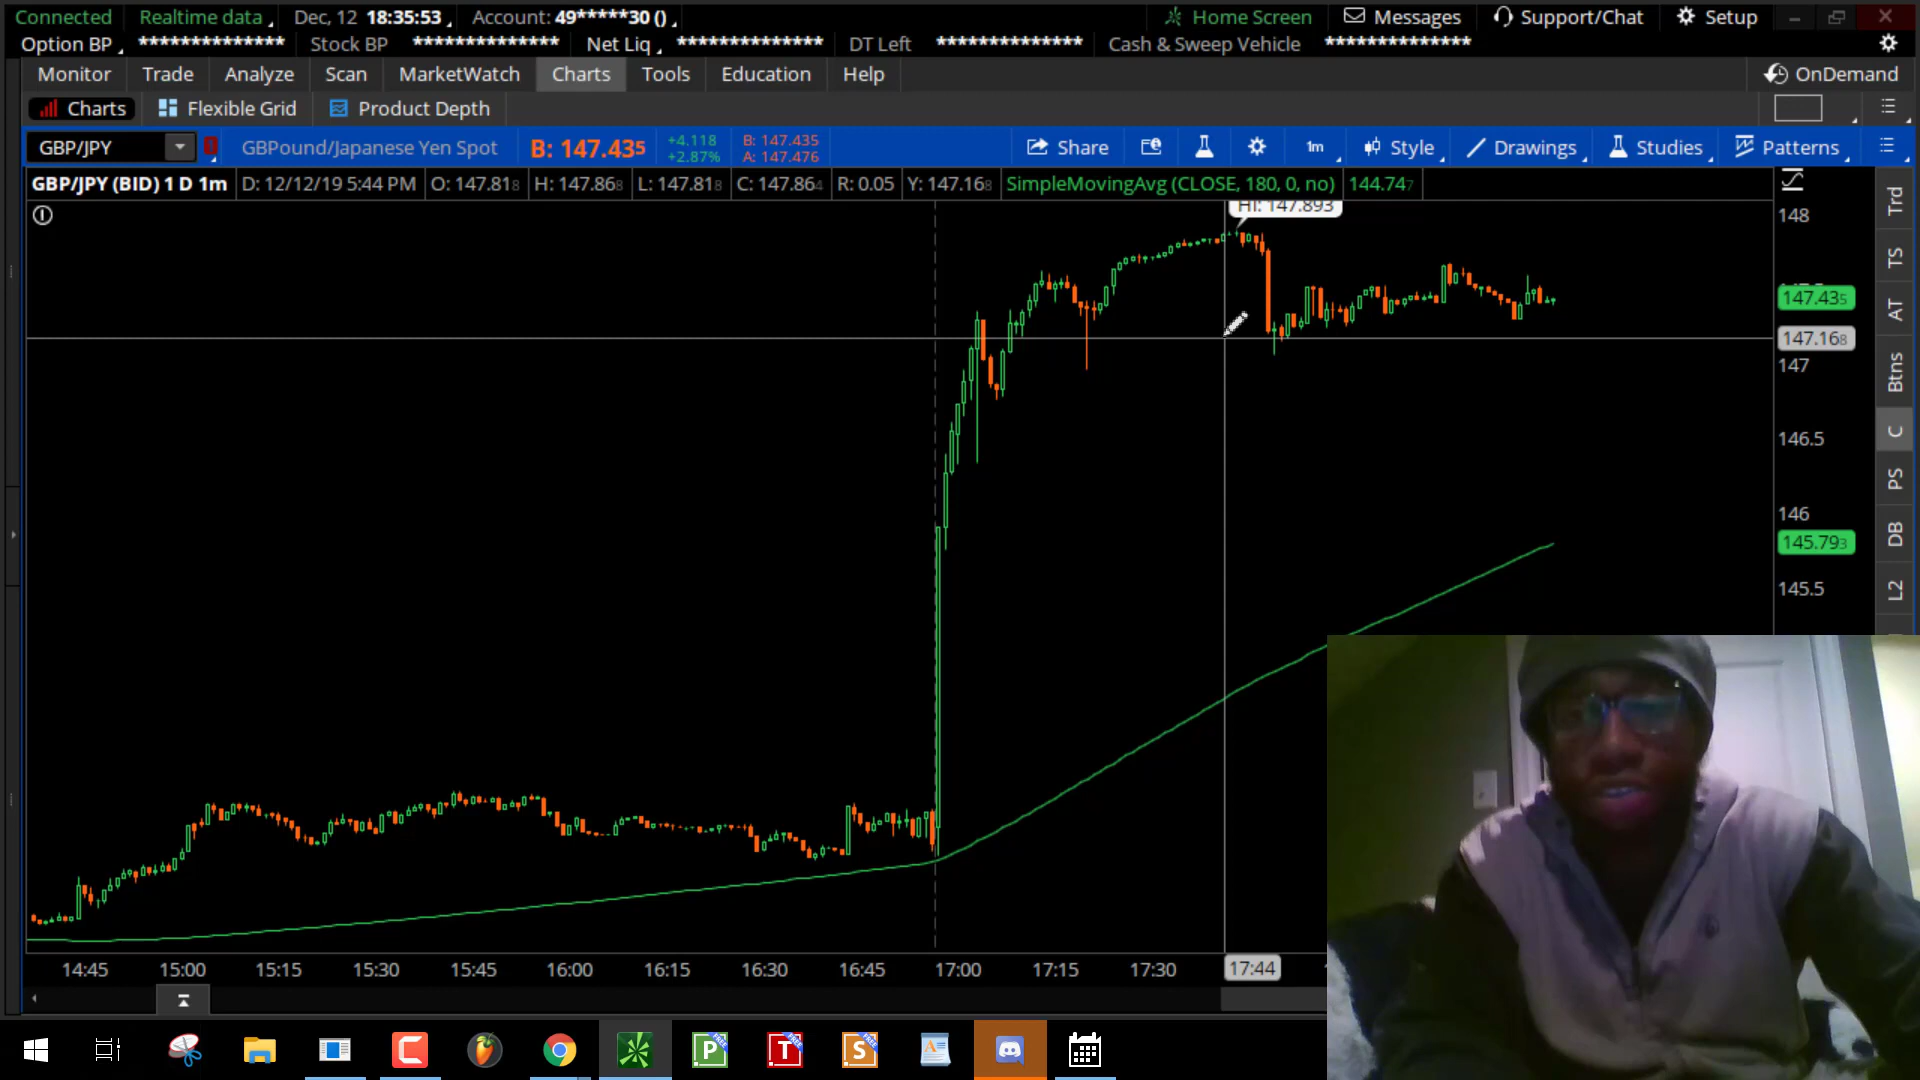 Connected Realtime data Dec, 12 18:35:53 Account: 49*****30 () Home Screen Messages Support/Chat Setup
Option BP ************** Stock BP ************** Net Liq ************** DT Left ************** Cash & Sweep Vehicle **************
Monitor Trade Analyze Scan MarketWatch Charts Tools Education Help OnDemand
Charts Flexible Grid Product Depth
GBP/JPY GBPound/Japanese Yen Spot B: 147.435 +4.118 +2.87% B: 147.435 A: 147.476 Share 1m Style Drawings Studies Patterns
GBP/JPY (BID) 1 D 1m D: 12/12/19 5:44 PM O: 147.818 H: 147.868 L: 147.818 C: 147.864 R: 0.05 Y: 147.168 SimpleMovingAvg (CLOSE, 180, 0, no) 144.747
Hi: 147.893
148
147.435
147.168
147
146.5
146
145.793
145.5
Trd
TS
AT
Btns
C
PS
DB
L2
14:45 15:00 15:15 15:30 15:45 16:00 16:15 16:30 16:45 17:00 17:15 17:30 17:44
P FREE T FREE S FREE